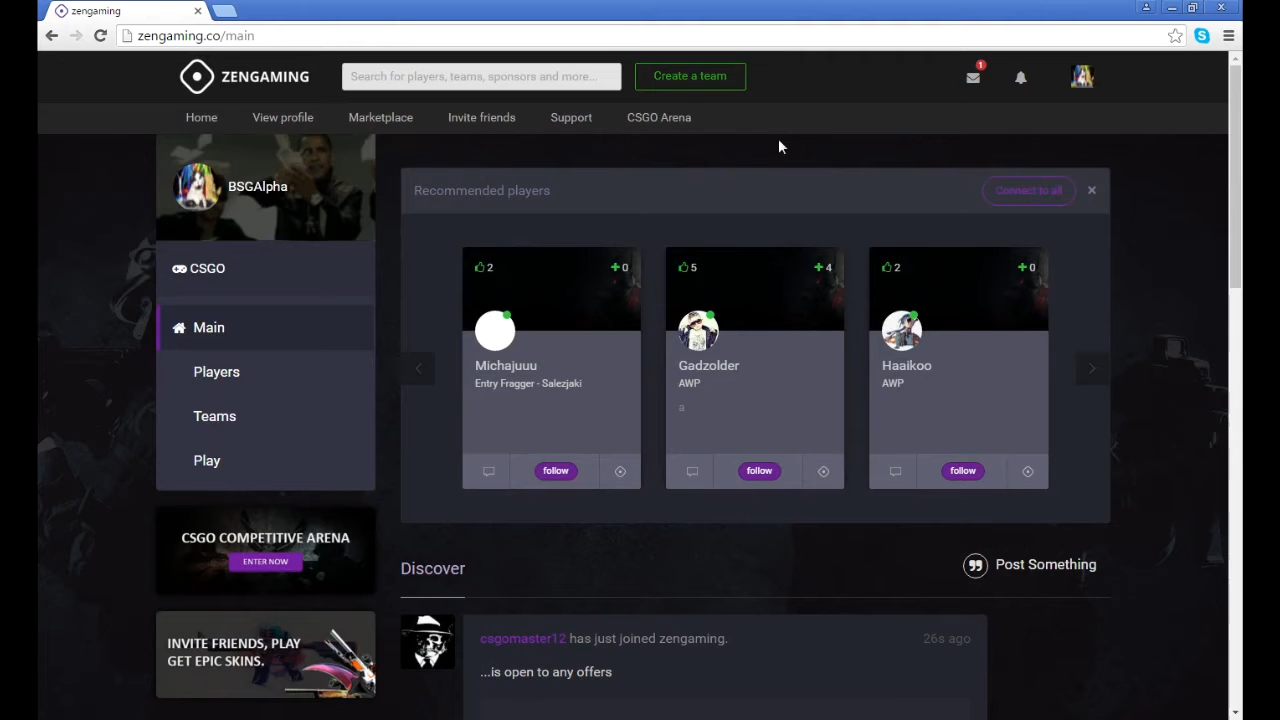 zengaming
zengaming.co/main
ZENGAMING
Search for players, teams, sponsors and more...
Create a team
1
Home
View profile
Marketplace
Invite friends
Support
CSGO Arena
BSGAlpha
CSGO
Main
Players
Teams
Play
CSGO COMPETITIVE ARENA
ENTER NOW
INVITE FRIENDS, PLAY
GET EPIC SKINS.
Recommended players
Connect to all
2
+0
Michajuuu
Entry Fragger - Salezjaki
follow
5
+4
Gadzolder
AWP
a
follow
2
+0
Haaikoo
AWP
follow
Discover
Post Something
csgomaster12 has just joined zengaming.
26s ago
...is open to any offers